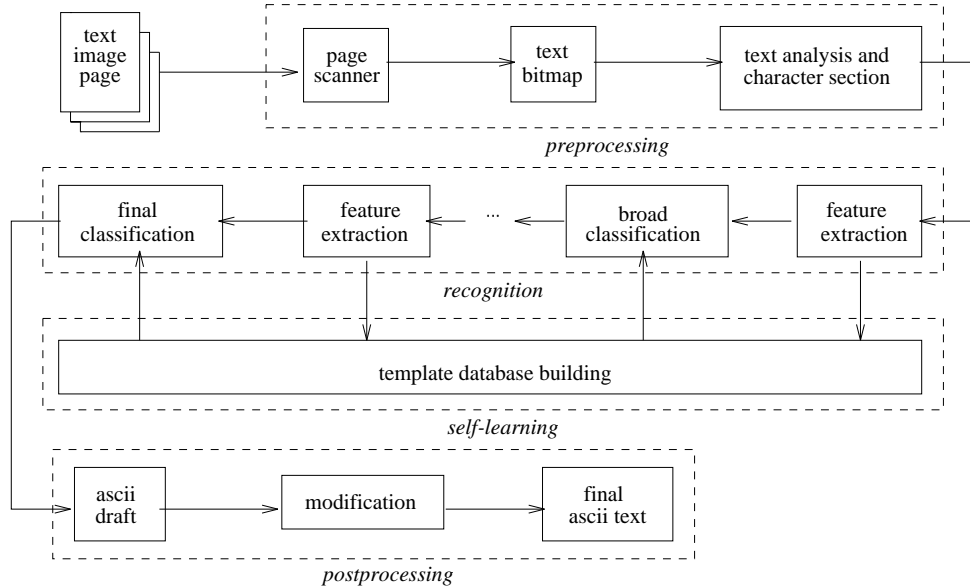 text
image
page
page
scanner
text
bitmap
text analysis and
character section
preprocessing
final
classification
feature
extraction
...
broad
classification
feature
extraction
recognition
template database building
self-learning
ascii
draft
modification
final
ascii text
postprocessing